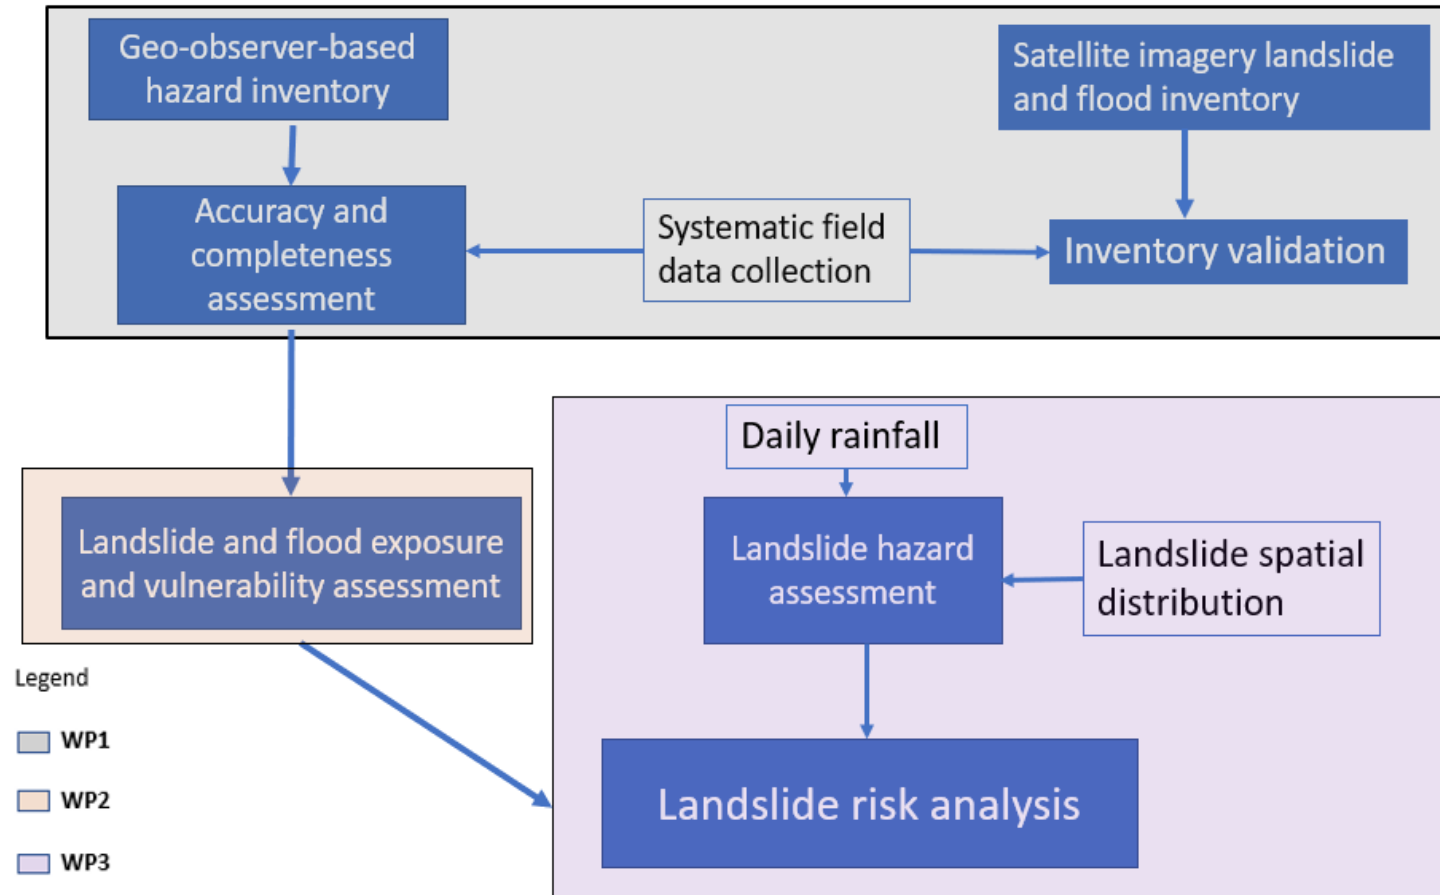 Geo-observer-based
hazard inventory
Satellite imagery landslide
and flood inventory
Accuracy and
completeness
assessment
Systematic field
data collection
Inventory validation
Daily rainfall
Landslide and flood exposure
and vulnerability assessment
Landslide hazard
assessment
Landslide spatial
distribution
Landslide risk analysis
Legend
WP1
WP2
WP3